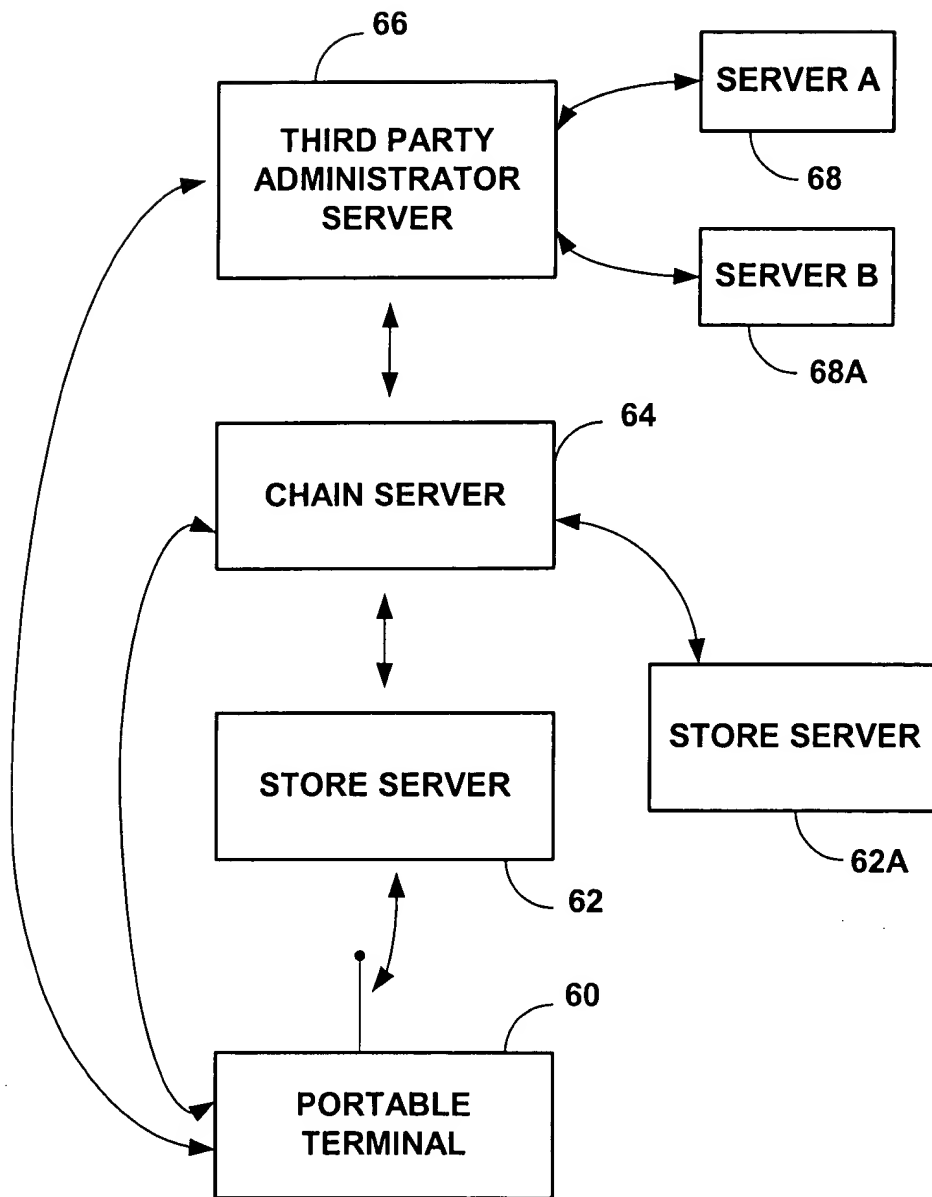 66
THIRD PARTY
ADMINISTRATOR
SERVER
SERVER A
68
SERVER B
68A
64
CHAIN SERVER
STORE SERVER
62
STORE SERVER
62A
60
PORTABLE
TERMINAL